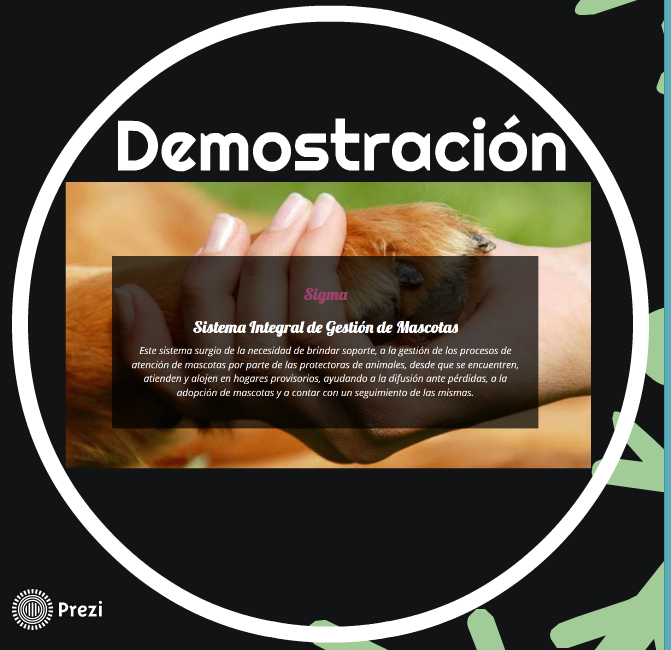 Demostración
Sigma
Sistema Integral de Gestión de Mascotas
Este sistema surgio de la necesidad de brindar soporte, a la gestión de los procesos de
atención de mascotas por parte de las protectoras de animales, desde que se encuentren,
atienden y alojen en hogares provisorios, ayudando a la difusión ante pérdidas, a la
adopción de mascotas y a contar con un seguimiento de las mismas.
Prezi